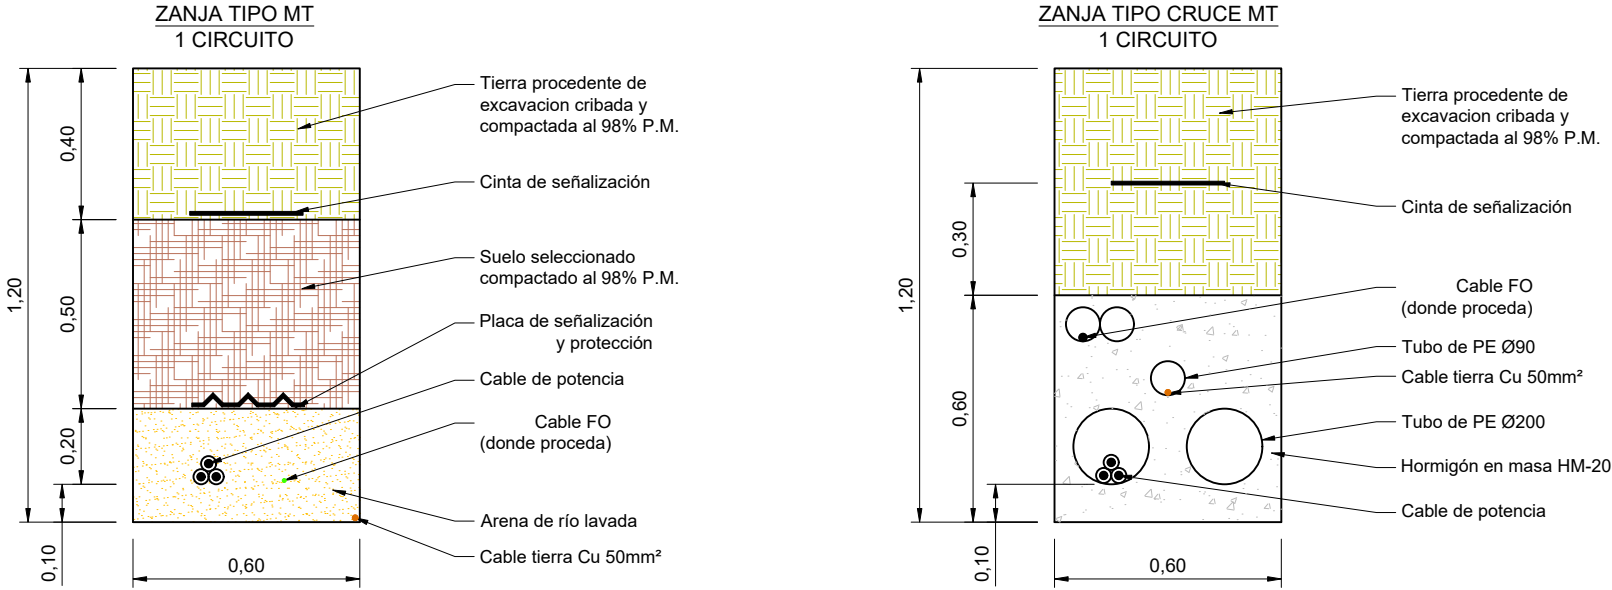 ZANJA TIPO MT
1 CIRCUITO
1,20
0,40
0,50
0,20
0,10
0,60
Tierra procedente de
excavacion cribada y
compactada al 98% P.M.
Cinta de señalización
Suelo seleccionado
compactado al 98% P.M.
Placa de señalización
y protección
Cable de potencia
Cable FO
(donde proceda)
Arena de río lavada
Cable tierra Cu 50mm²
ZANJA TIPO CRUCE MT
1 CIRCUITO
1,20
0,30
0,60
0,10
0,60
Tierra procedente de
excavacion cribada y
compactada al 98% P.M.
Cinta de señalización
Cable FO
(donde proceda)
Tubo de PE Ø90
Cable tierra Cu 50mm²
Tubo de PE Ø200
Hormigón en masa HM-20
Cable de potencia